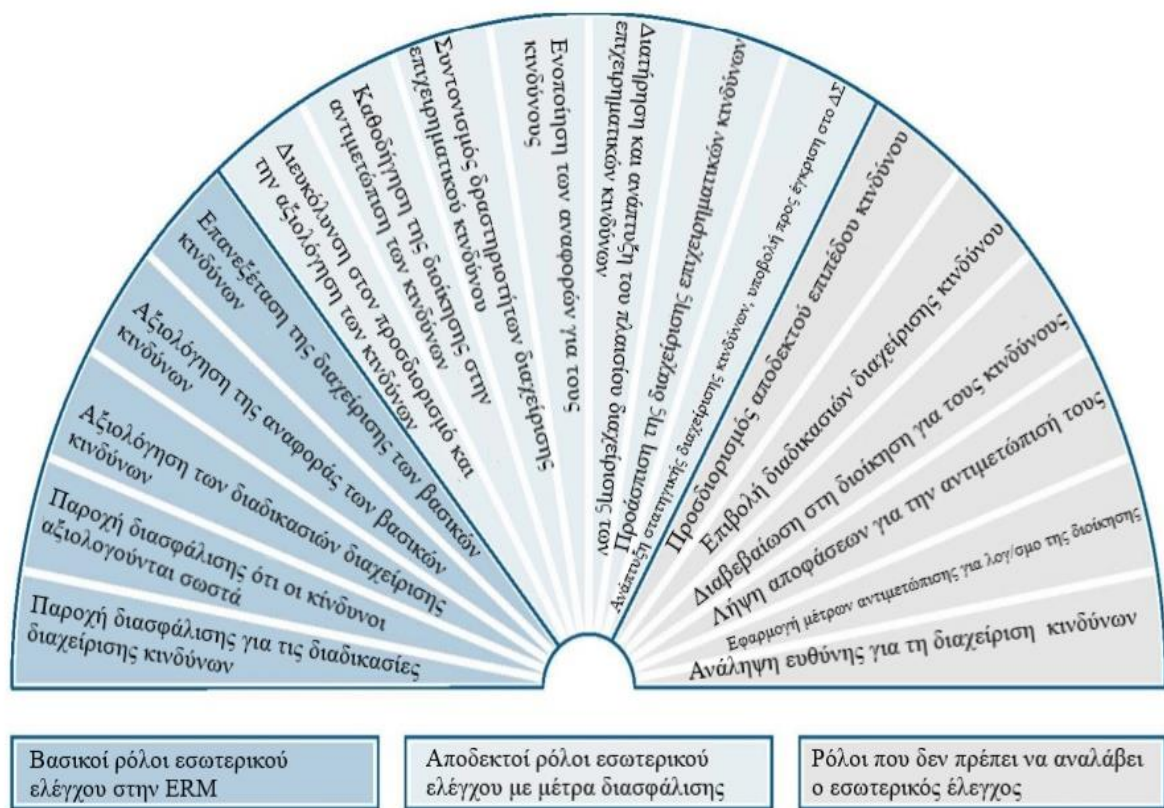 Παροχή διασφάλισης για τις διαδικασίες
διαχείρισης κινδύνων
Παροχή διασφάλισης ότι οι κίνδυνοι
αξιολογούνται σωστά
Αξιολόγηση των διαδικασιών διαχείρισης
κινδύνων
Αξιολόγηση της αναφοράς των βασικών
κινδύνων
Επανεξέταση της διαχείρισης των βασικών
κινδύνων
Διευκόλυνση στον προσδιορισμό και
την αξιολόγηση των κινδύνων
Καθοδήγηση της διοίκησης στην
αντιμετώπιση των κινδύνων
Συντονισμός δραστηριοτήτων διαχείρισης
επιχειρηματικού κινδύνου
Ενοποίηση των αναφορών για τους
κινδύνους
Διατήρηση και ανάπτυξη του πλαισίου διαχείρισης των
επιχειρηματικών κινδύνων
Προάσπιση της διαχείρισης επιχειρηματικών κινδύνων
Ανάπτυξη στρατηγικής διαχείρισης κινδύνων, υποβολή προς έγκριση στο ΔΣ
Προσδιορισμός αποδεκτού επιπέδου κινδύνου
Επιβολή διαδικασιών διαχείρισης κινδύνου
Διαβεβαίωση στη διοίκηση για τους κινδύνους
Λήψη αποφάσεων για την αντιμετώπισή τους
Εφαρμογή μέτρων αντιμετώπισης για λογ/σμο της διοίκησης
Ανάληψη ευθύνης για τη διαχείριση κινδύνων
Βασικοί ρόλοι εσωτερικού
ελέγχου στην ERM
Αποδεκτοί ρόλοι εσωτερικού
ελέγχου με μέτρα διασφάλισης
Ρόλοι που δεν πρέπει να αναλάβει
ο εσωτερικός έλεγχος